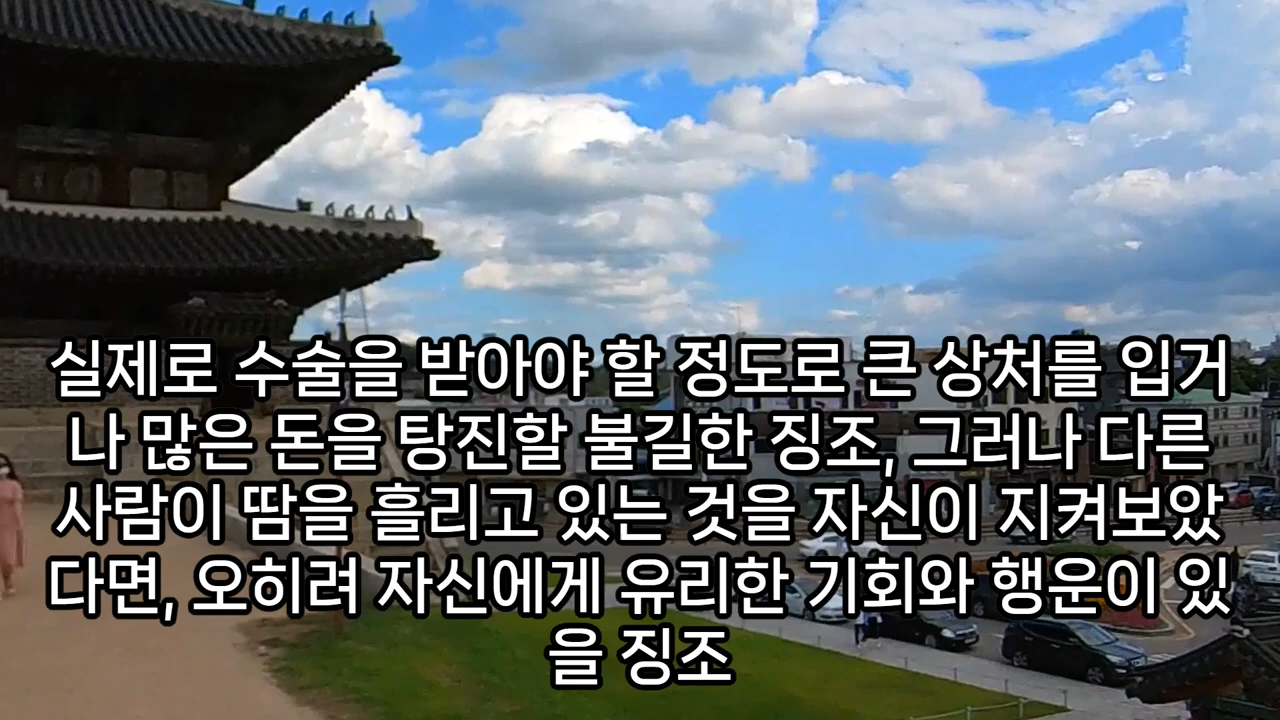 실제로 수술을 받아야 할 정도로 큰 상처를 입거
나 많은 돈을 탕진할 불길한 징조, 그러나 다른
사람이 땀을 흘리고 있는 것을 자신이 지켜보았
다면, 오히려 자신에게 유리한 기회와 행운이 있
을 징조